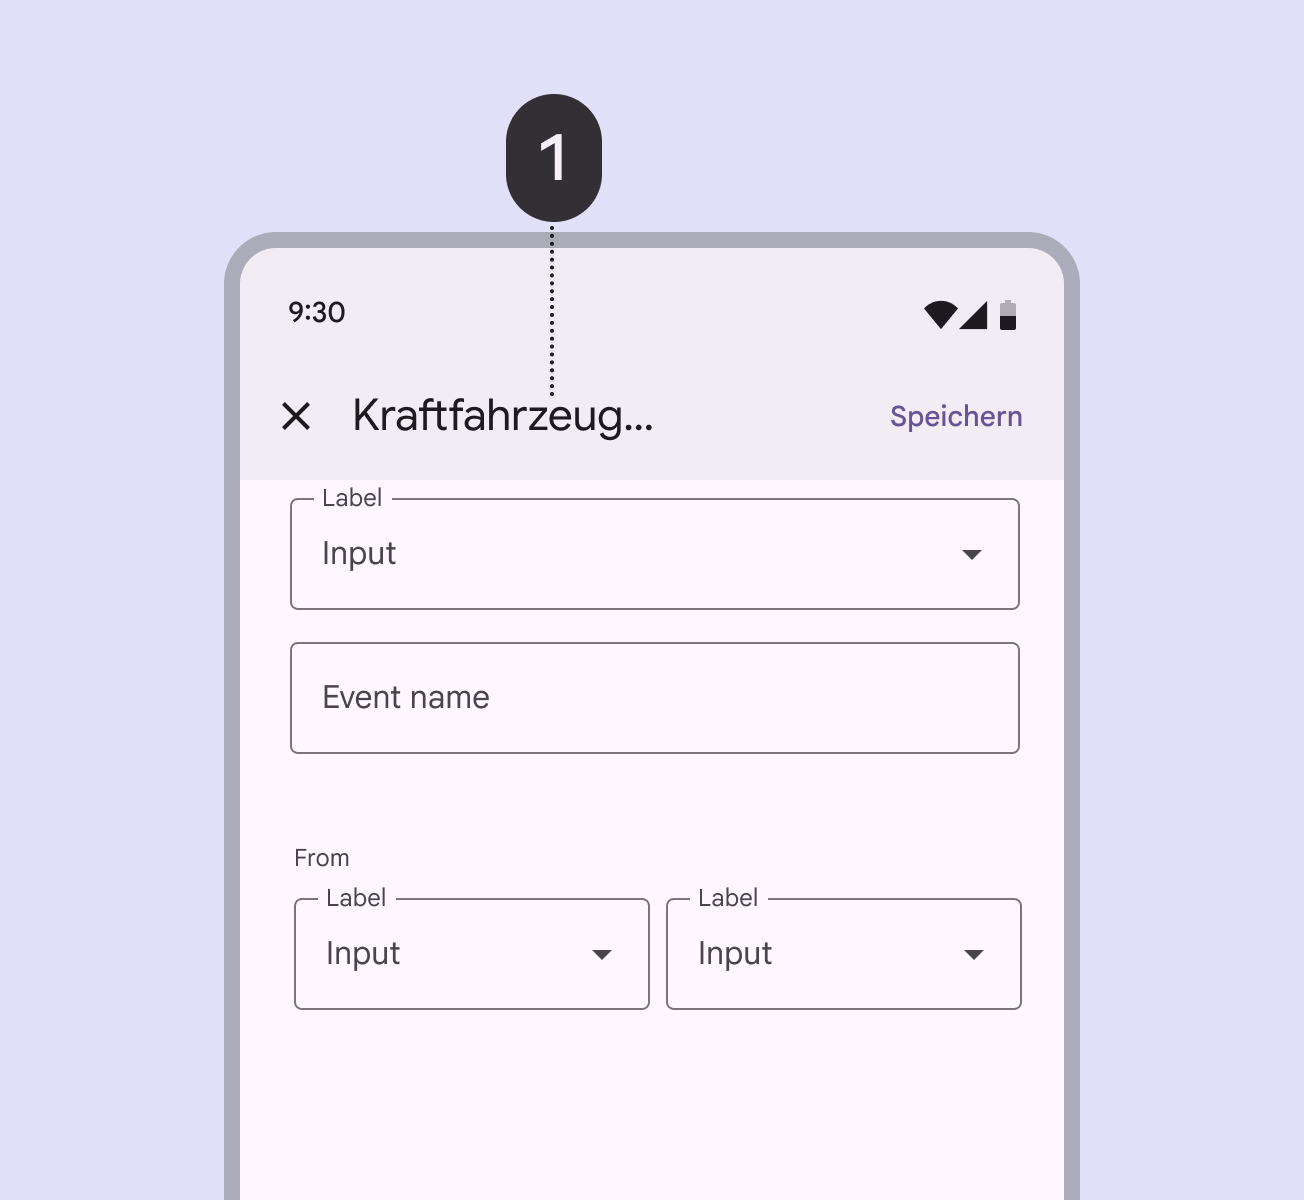 1
9:30
Kraftfahrzeug...
Speichern
Label
Input
Event name
From
Label
Label
Input
Input